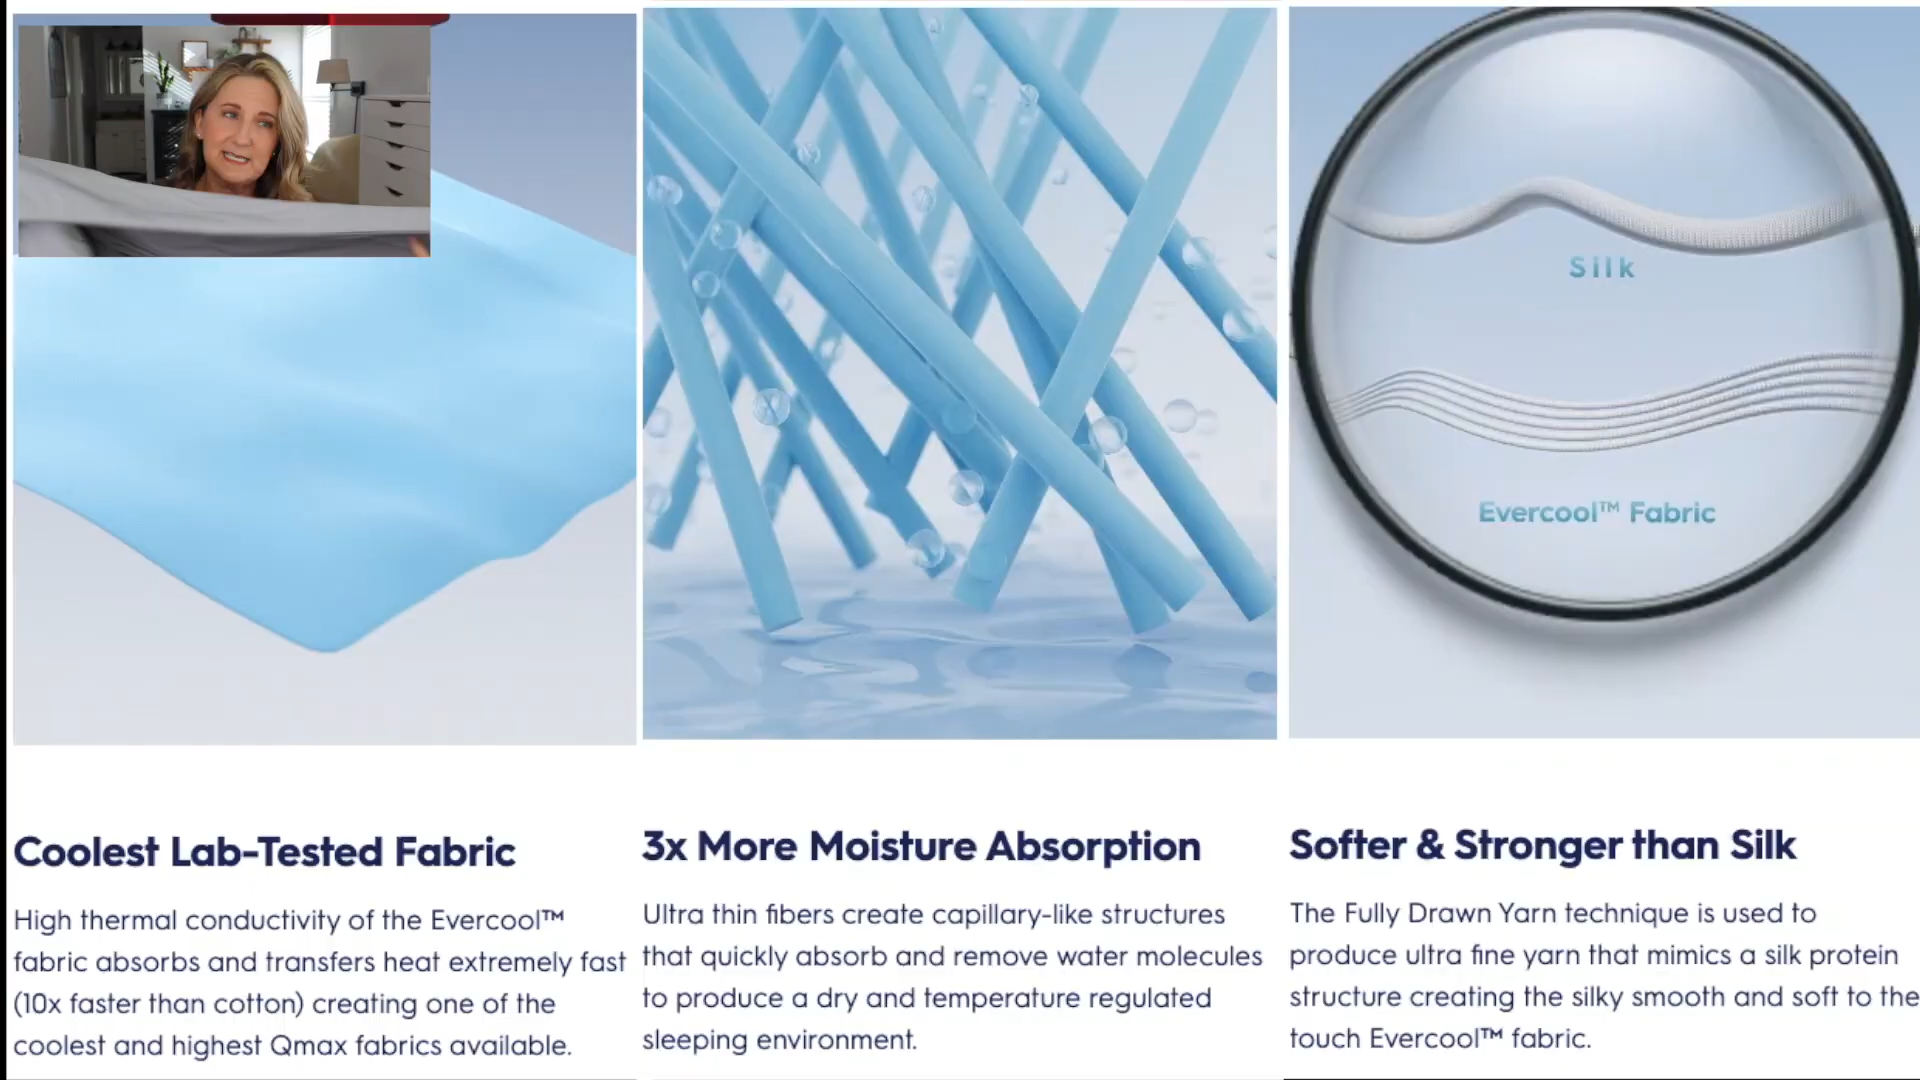 Silk
Evercool™ Fabric
Coolest Lab-Tested Fabric
High thermal conductivity of the Evercool™
fabric absorbs and transfers heat extremely fast
(10x faster than cotton) creating one of the
coolest and highest Qmax fabrics available.
3x More Moisture Absorption
Ultra thin fibers create capillary-like structures
that quickly absorb and remove water molecules
to produce a dry and temperature regulated
sleeping environment.
Softer & Stronger than Silk
The Fully Drawn Yarn technique is used to
produce ultra fine yarn that mimics a silk protein
structure creating the silky smooth and soft to the
touch Evercool™ fabric.